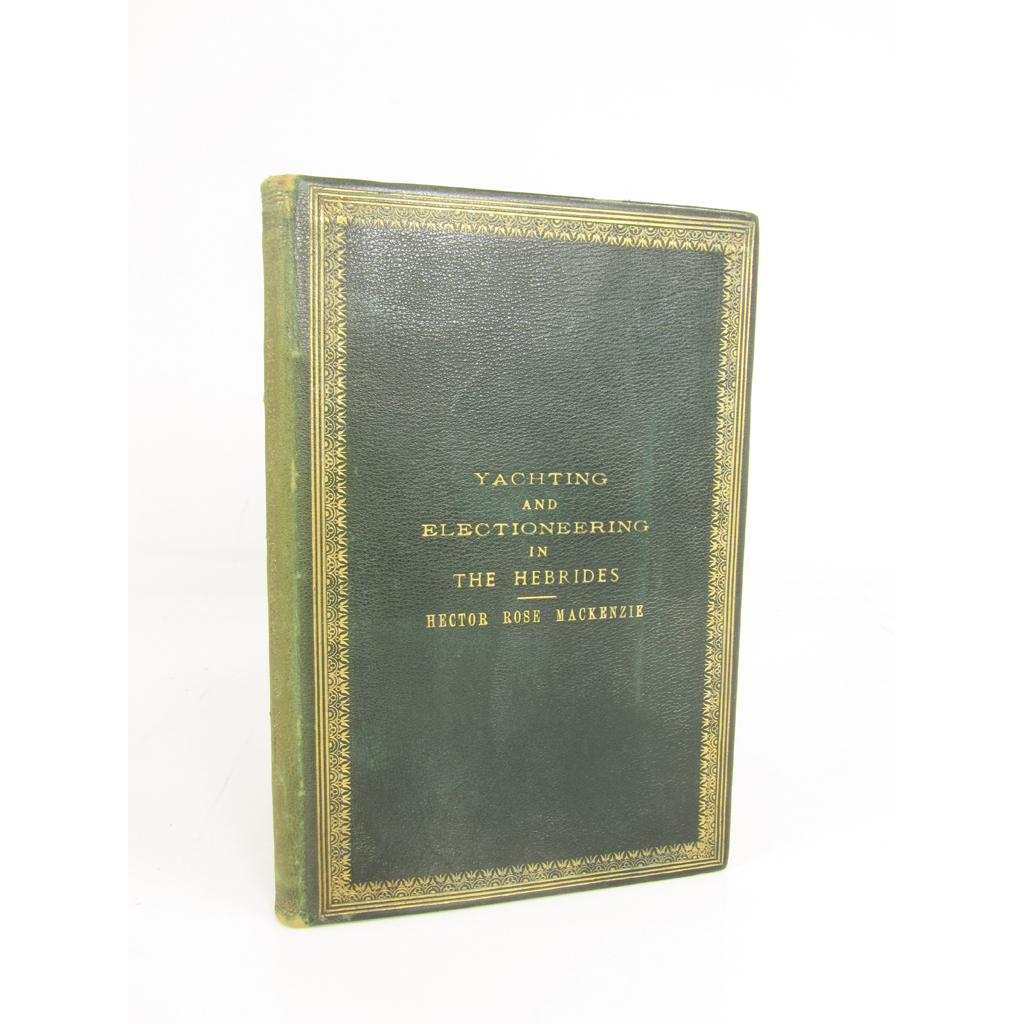 YACHTING
AND
ELECTIONEERING
IN
THE HEBRIDES
HECTOR ROSE MACKENZIE